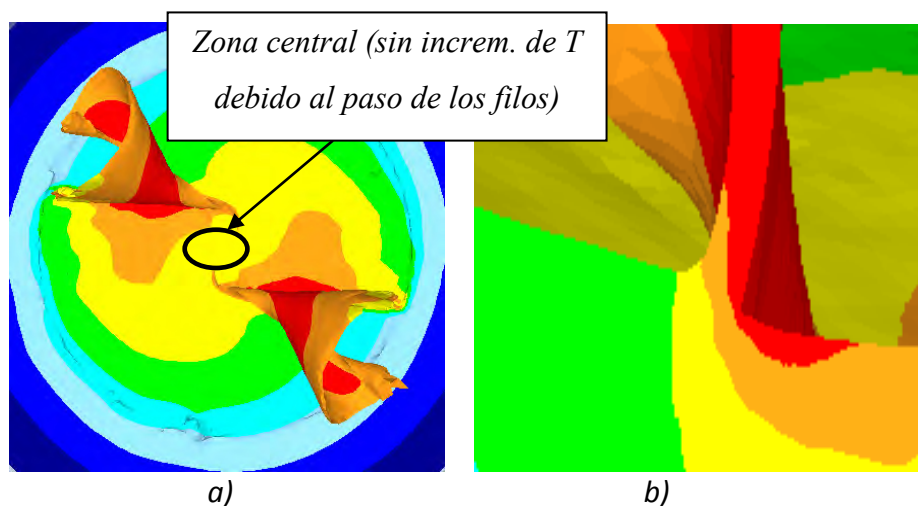 Zona central (sin increm. de T
debido al paso de los filos)
a)
b)